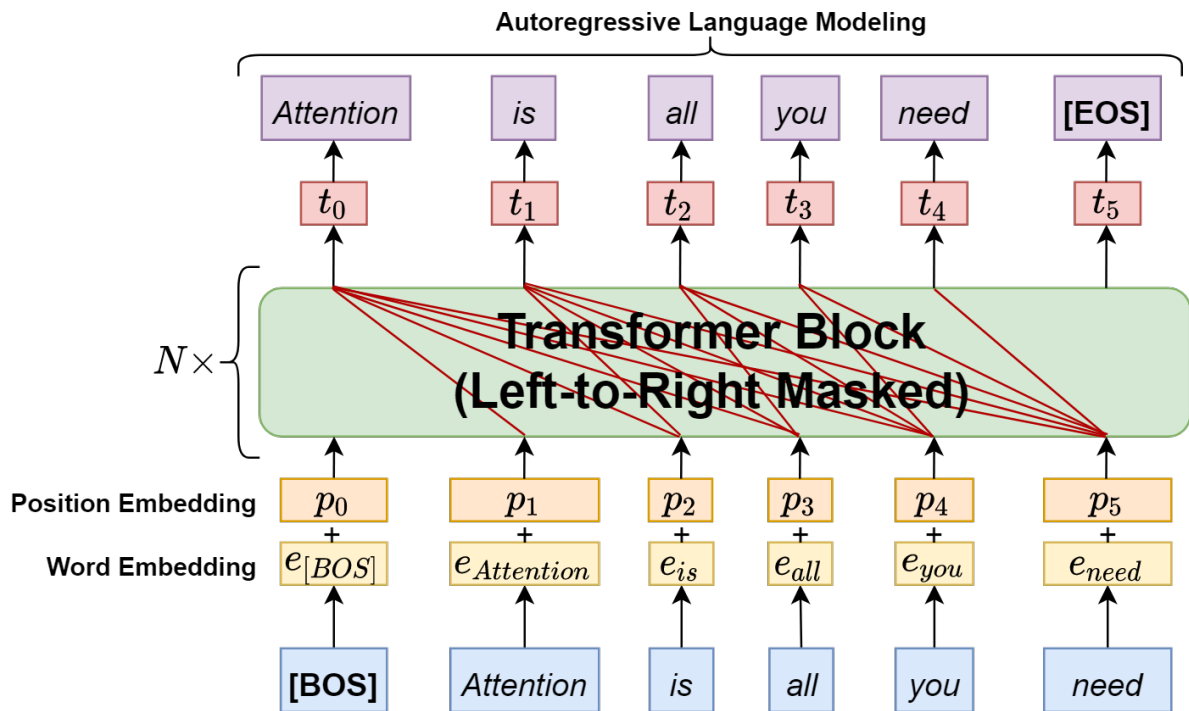 Autoregressive Language Modeling
Attention is all you need [EOS]
t₀ t₁ t₂ t₃ t₄ t₅
Transformer Block
N× (Left-to-Right Masked)
Position Embedding p₀ p₁ p₂ p₃ p₄ p₅
+ + + + + +
Word Embedding e[BOS] eAttention eis eall eyou eneed
[BOS] Attention is all you need